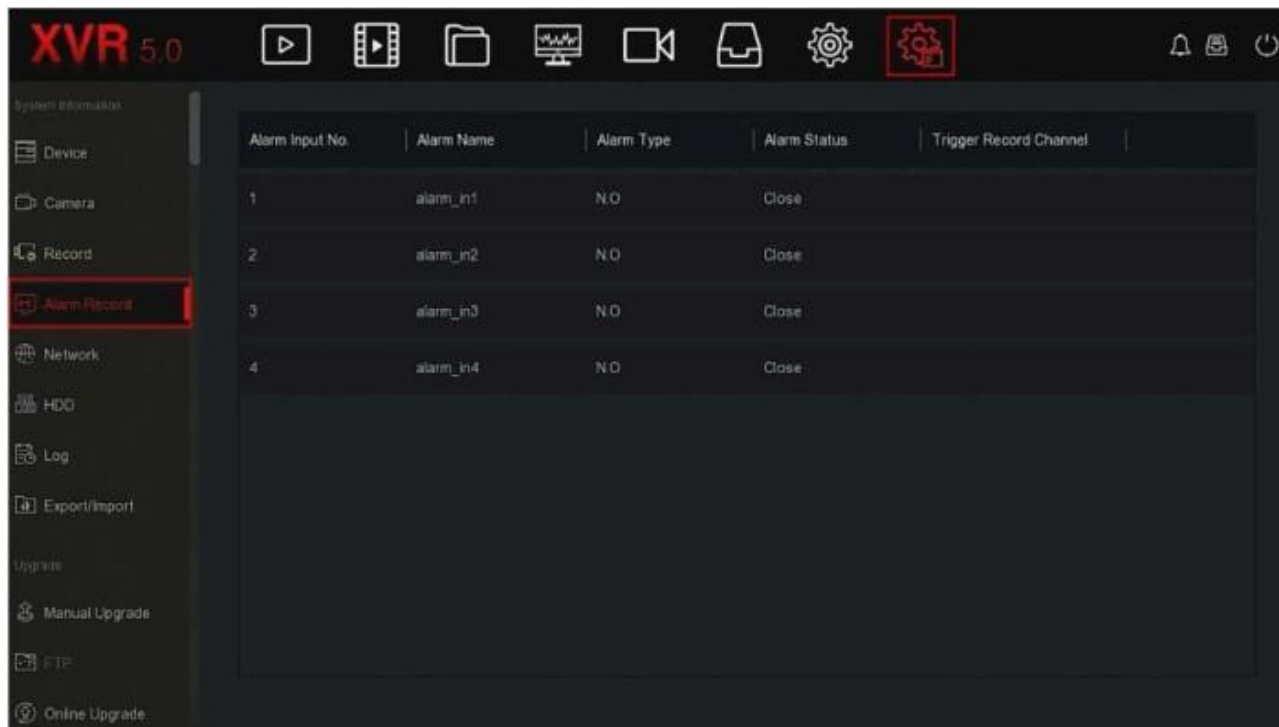 XVR 5.0
System Information
Device
Camera
Record
Alarm Record
Network
HDD
Log
Export/Import
Upgrade
Manual Upgrade
FTP
Online Upgrade
Alarm Input No. Alarm Name Alarm Type Alarm Status Trigger Record Channel
1 alarm_in1 N.O Close
2 alarm_in2 N.O Close
3 alarm_in3 N.O Close
4 alarm_in4 N.O Close